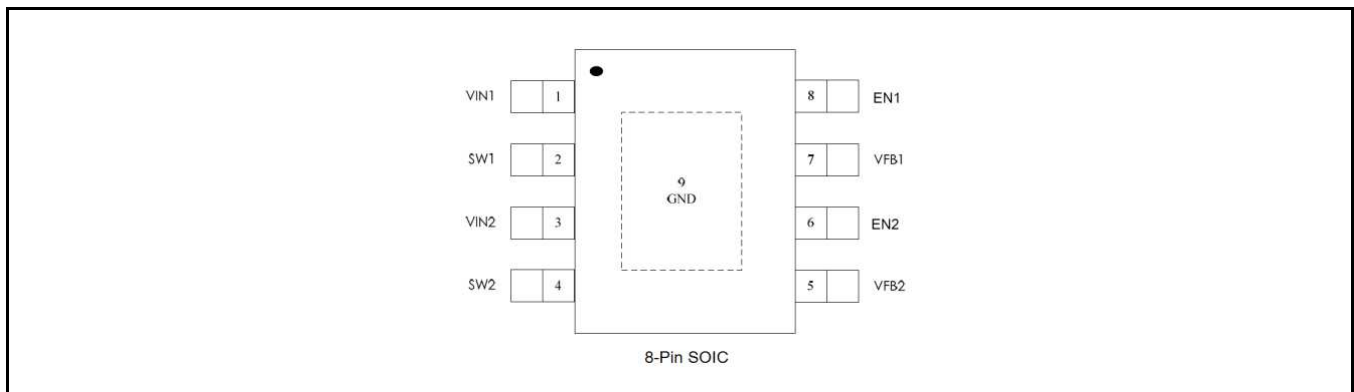 VIN1 1 8 EN1
SW1 2 7 VFB1
9
GND
VIN2 3 6 EN2
SW2 4 5 VFB2
8-Pin SOIC